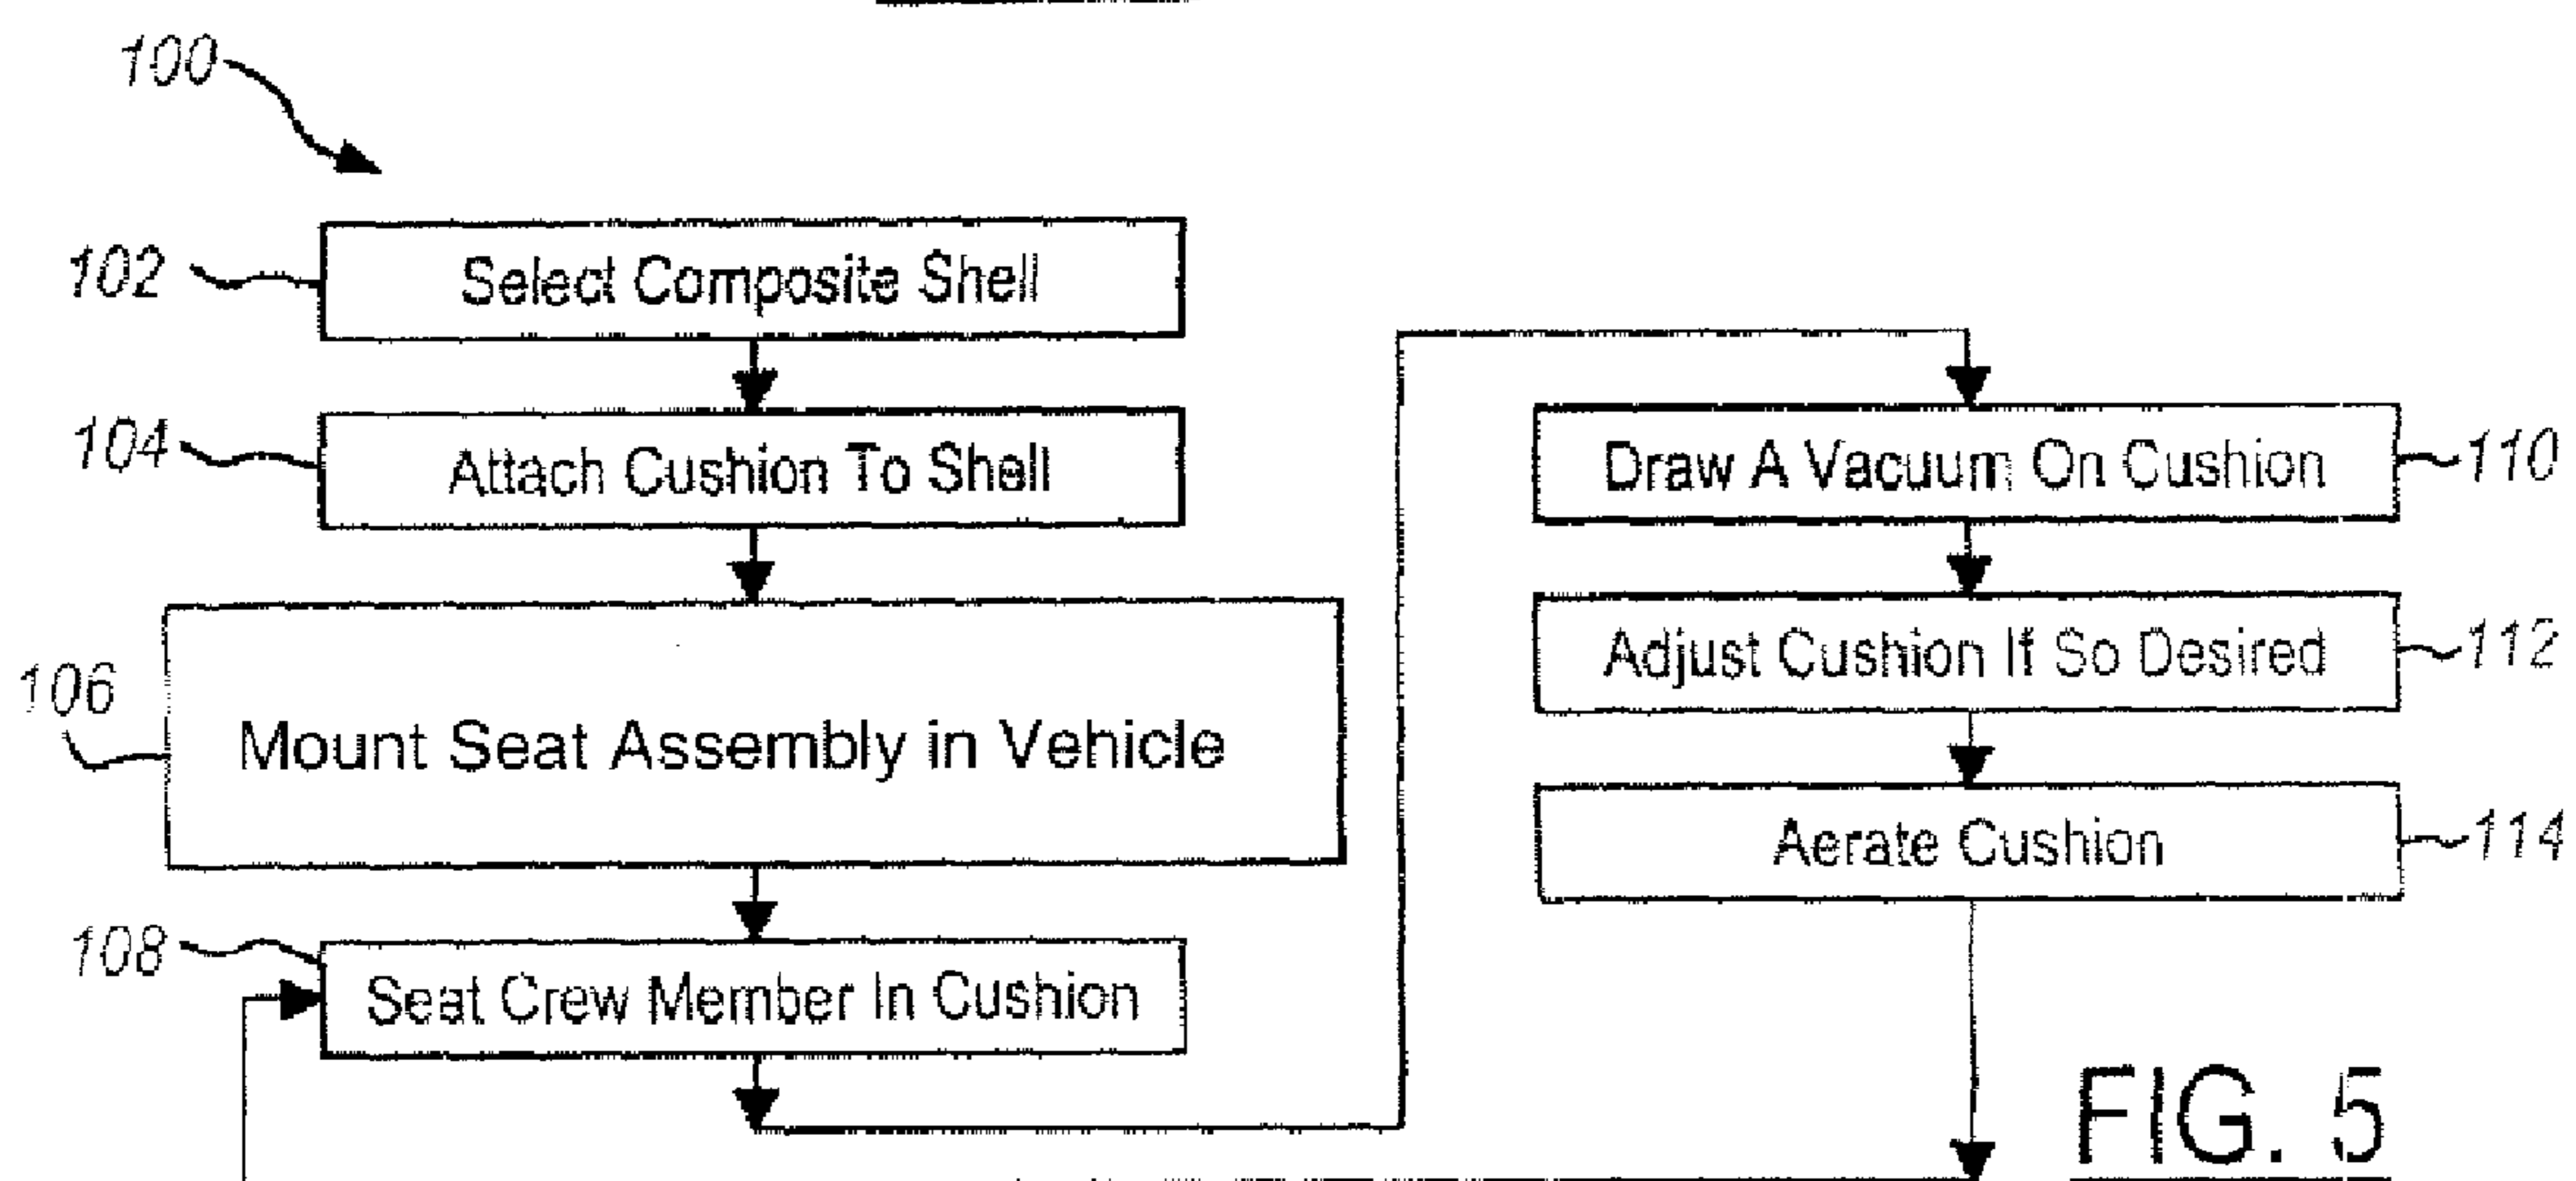 100
102
Select Composite Shell
104
Attach Cushion To Shell
106
Mount Seat Assembly in Vehicle
108
Seat Crew Member In Cushion
Draw A Vacuum On Cushion
110
Adjust Cushion If So Desired
112
Aerate Cushion
114
FIG. 5